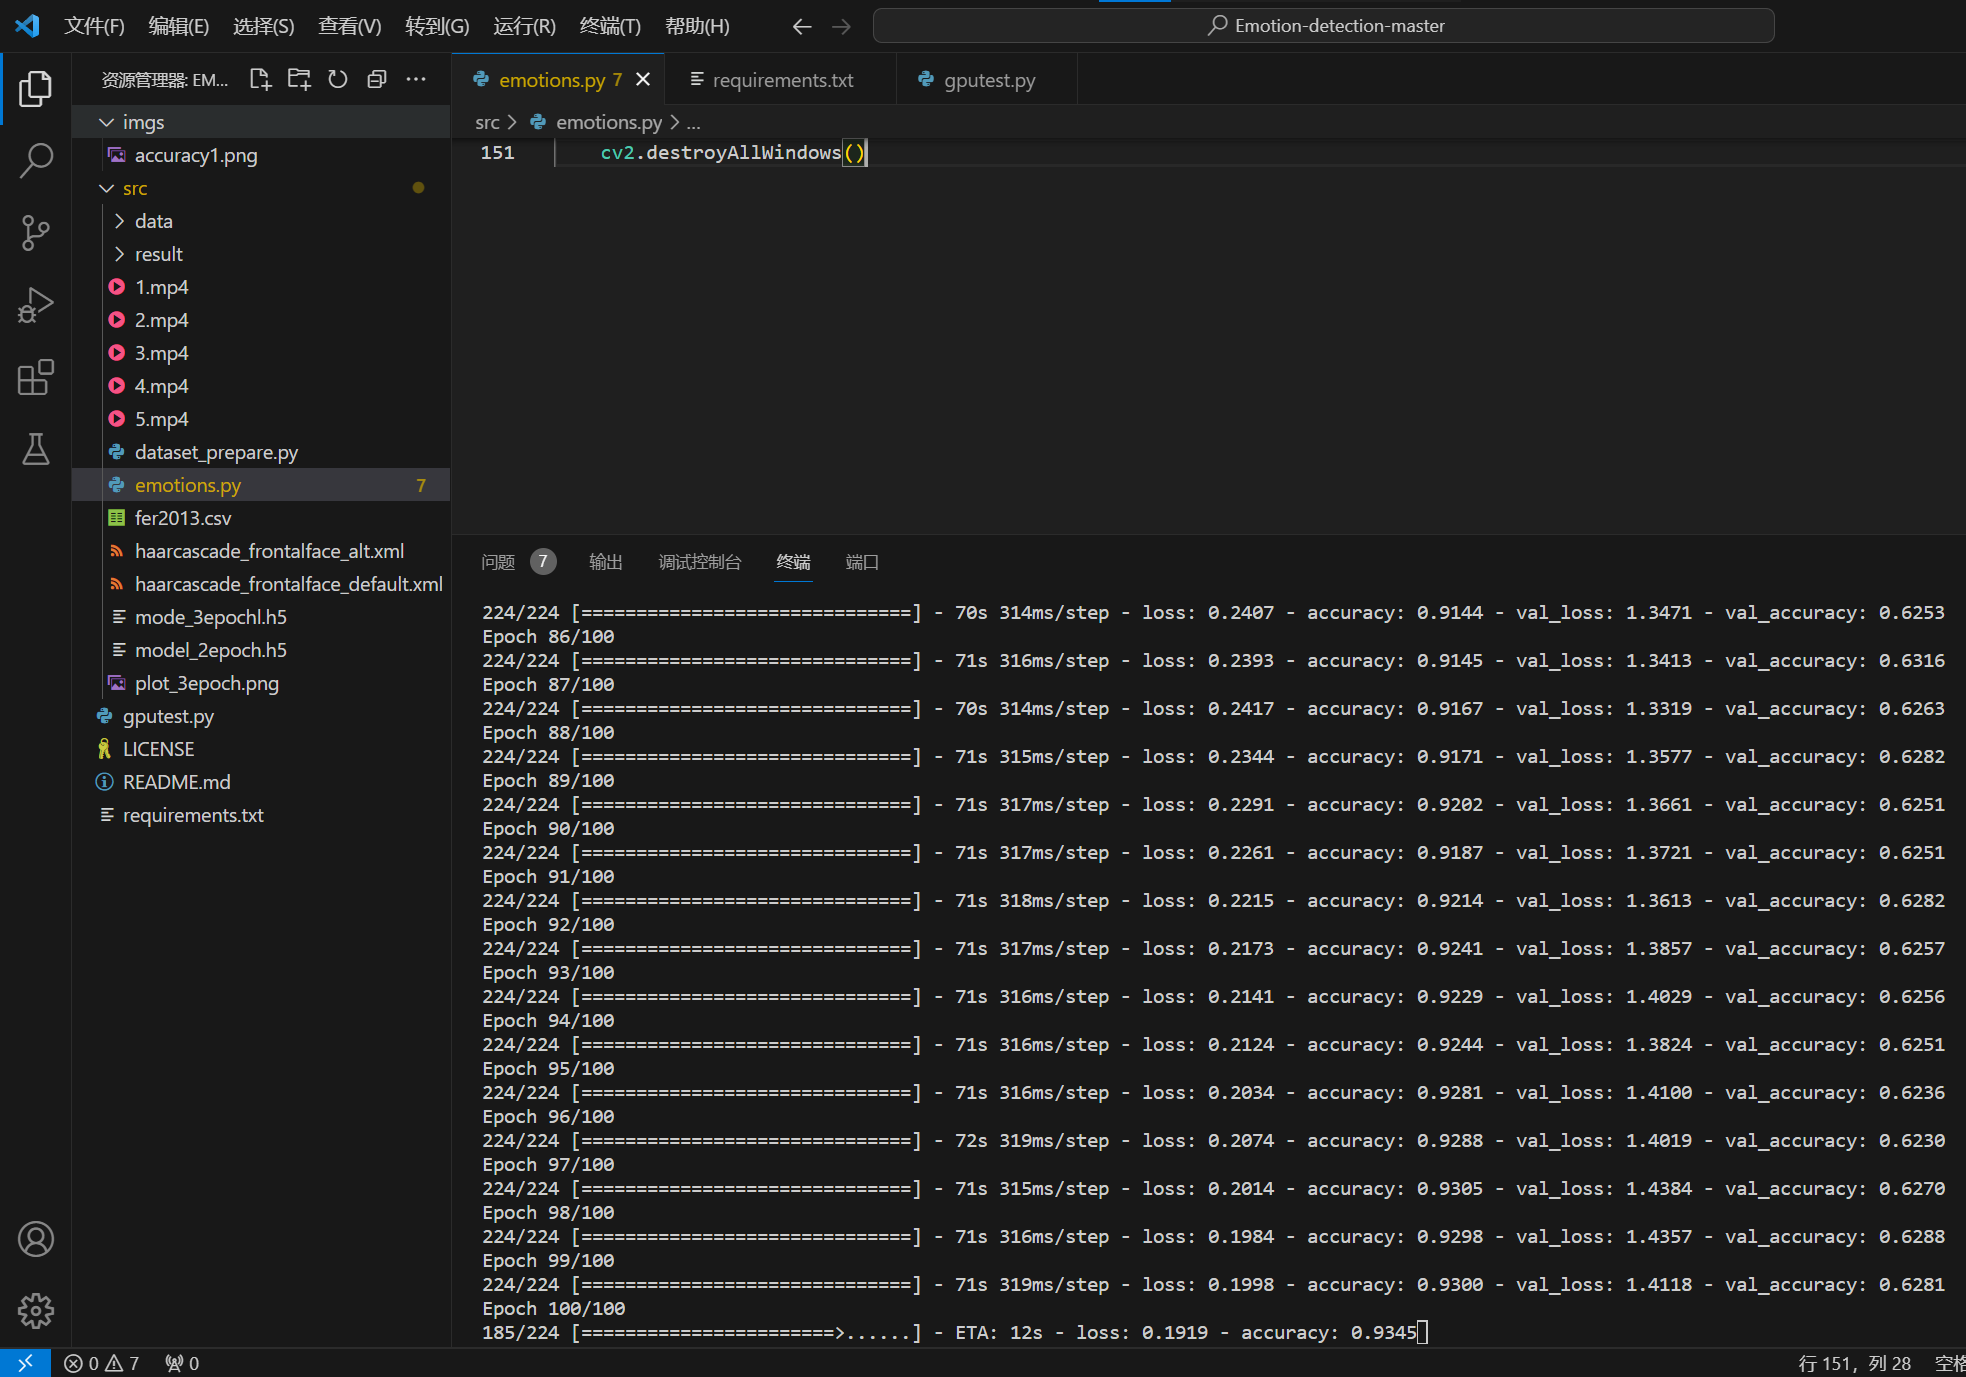 文件(F) 编辑(E) 选择(S) 查看(V) 转到(G) 运行(R) 终端(T) 帮助(H) Emotion-detection-master
资源管理器: EM...
imgs
accuracy1.png
src
data
result
1.mp4
2.mp4
3.mp4
4.mp4
5.mp4
dataset_prepare.py
emotions.py 7
fer2013.csv
haarcascade_frontalface_alt.xml
haarcascade_frontalface_default.xml
mode_3epochl.h5
model_2epoch.h5
plot_3epoch.png
gputest.py
LICENSE
README.md
requirements.txt
emotions.py 7 requirements.txt gputest.py
src > emotions.py > ...
151 cv2.destroyAllWindows()
问题 7 输出 调试控制台 终端 端口
224/224 [==============================] - 70s 314ms/step - loss: 0.2407 - accuracy: 0.9144 - val_loss: 1.3471 - val_accuracy: 0.6253
Epoch 86/100
224/224 [==============================] - 71s 316ms/step - loss: 0.2393 - accuracy: 0.9145 - val_loss: 1.3413 - val_accuracy: 0.6316
Epoch 87/100
224/224 [==============================] - 70s 314ms/step - loss: 0.2417 - accuracy: 0.9167 - val_loss: 1.3319 - val_accuracy: 0.6263
Epoch 88/100
224/224 [==============================] - 71s 315ms/step - loss: 0.2344 - accuracy: 0.9171 - val_loss: 1.3577 - val_accuracy: 0.6282
Epoch 89/100
224/224 [==============================] - 71s 317ms/step - loss: 0.2291 - accuracy: 0.9202 - val_loss: 1.3661 - val_accuracy: 0.6251
Epoch 90/100
224/224 [==============================] - 71s 317ms/step - loss: 0.2261 - accuracy: 0.9187 - val_loss: 1.3721 - val_accuracy: 0.6251
Epoch 91/100
224/224 [==============================] - 71s 318ms/step - loss: 0.2215 - accuracy: 0.9214 - val_loss: 1.3613 - val_accuracy: 0.6282
Epoch 92/100
224/224 [==============================] - 71s 317ms/step - loss: 0.2173 - accuracy: 0.9241 - val_loss: 1.3857 - val_accuracy: 0.6257
Epoch 93/100
224/224 [==============================] - 71s 316ms/step - loss: 0.2141 - accuracy: 0.9229 - val_loss: 1.4029 - val_accuracy: 0.6256
Epoch 94/100
224/224 [==============================] - 71s 316ms/step - loss: 0.2124 - accuracy: 0.9244 - val_loss: 1.3824 - val_accuracy: 0.6251
Epoch 95/100
224/224 [==============================] - 71s 316ms/step - loss: 0.2034 - accuracy: 0.9281 - val_loss: 1.4100 - val_accuracy: 0.6236
Epoch 96/100
224/224 [==============================] - 72s 319ms/step - loss: 0.2074 - accuracy: 0.9288 - val_loss: 1.4019 - val_accuracy: 0.6230
Epoch 97/100
224/224 [==============================] - 71s 315ms/step - loss: 0.2014 - accuracy: 0.9305 - val_loss: 1.4384 - val_accuracy: 0.6270
Epoch 98/100
224/224 [==============================] - 71s 316ms/step - loss: 0.1984 - accuracy: 0.9298 - val_loss: 1.4357 - val_accuracy: 0.6288
Epoch 99/100
224/224 [==============================] - 71s 319ms/step - loss: 0.1998 - accuracy: 0.9300 - val_loss: 1.4118 - val_accuracy: 0.6281
Epoch 100/100
185/224 [=======================>......] - ETA: 12s - loss: 0.1919 - accuracy: 0.9345
0 7 0 行 151，列 28 空格